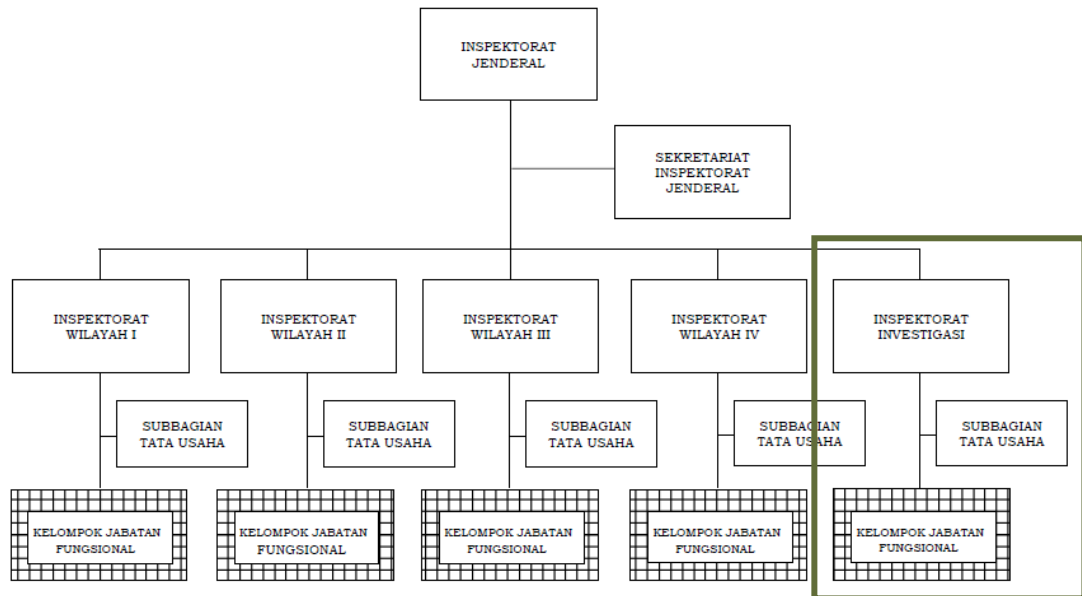 INSPEKTORAT
JENDERAL
SEKRETARIAT
INSPEKTORAT
JENDERAL
INSPEKTORAT
WILAYAH I
INSPEKTORAT
WILAYAH II
INSPEKTORAT
WILAYAH III
INSPEKTORAT
WILAYAH IV
INSPEKTORAT
INVESTIGASI
SUBBAGIAN
TATA USAHA
SUBBAGIAN
TATA USAHA
SUBBAGIAN
TATA USAHA
SUBBAGIAN
TATA USAHA
SUBBAGIAN
TATA USAHA
KELOMPOK JABATAN
FUNGSIONAL
KELOMPOK JABATAN
FUNGSIONAL
KELOMPOK JABATAN
FUNGSIONAL
KELOMPOK JABATAN
FUNGSIONAL
KELOMPOK JABATAN
FUNGSIONAL